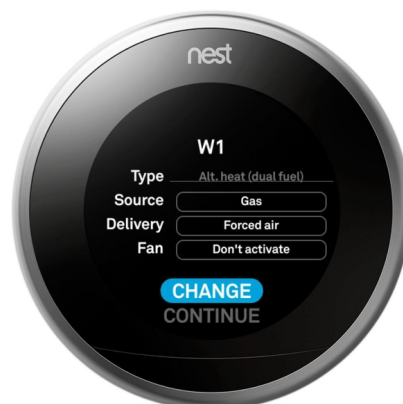 nest
W1
Type Alt. heat (dual fuel)
Source Gas
Delivery Forced air
Fan Don't activate
CHANGE
CONTINUE